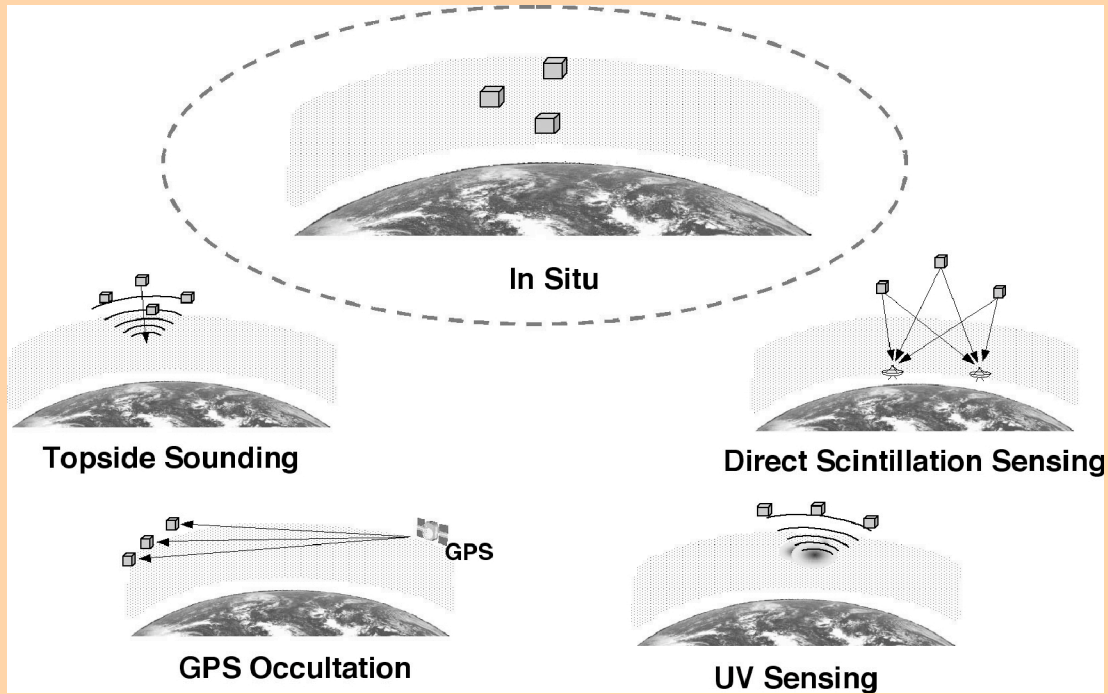 In Situ
Topside Sounding
Direct Scintillation Sensing
GPS
GPS Occultation
UV Sensing